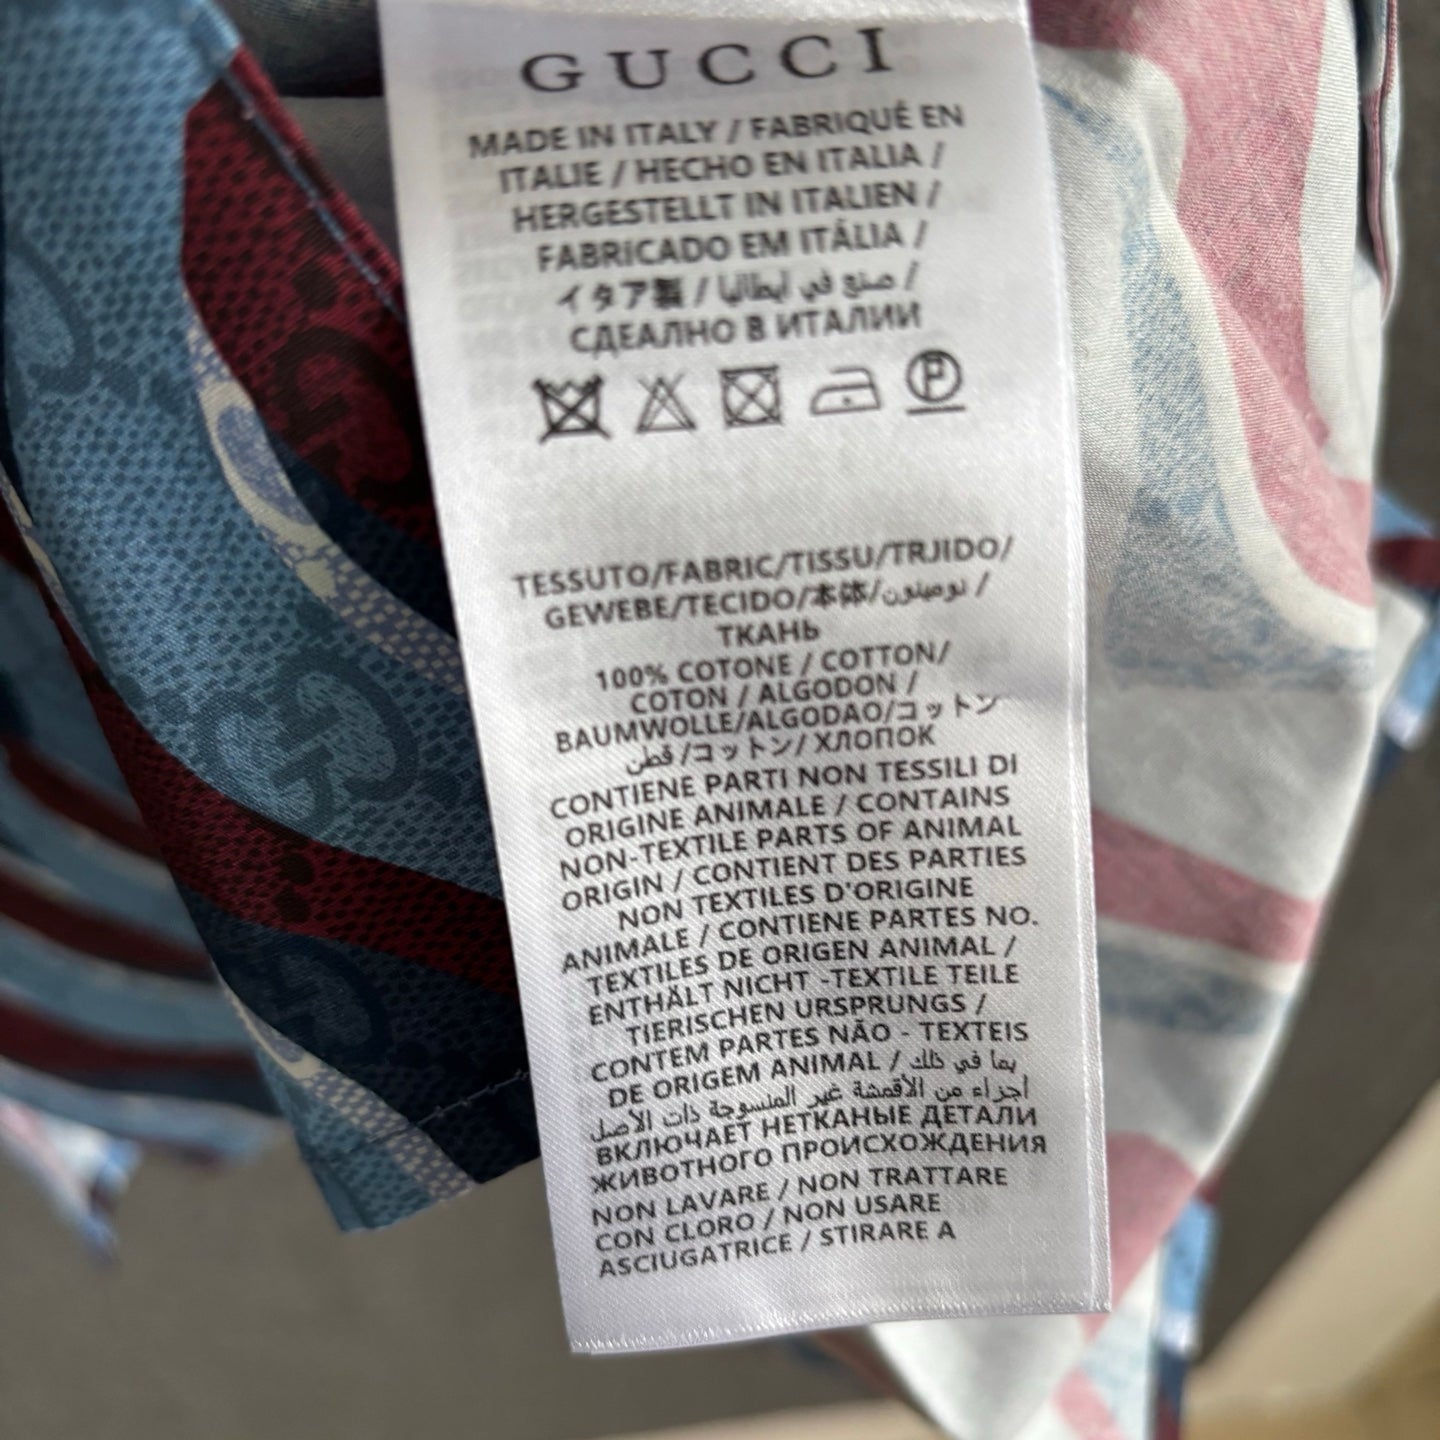 GUCCI
MADE IN ITALY / FABRIQUÉ EN
ITALIE / HECHO EN ITALIA /
HERGESTELLT IN ITALIEN /
FABRICADO EM ITÁLIA /
イタア製 / صنع في ايطاليا /
СДЕАЛНО В ИТАЛИИ
P
TESSUTO/FABRIC/TISSU/TRJIDO/
GEWEBE/TECIDO/本体/نومينون /
ТКАНЬ
100% COTONE / COTTON/
COTON / ALGODON /
BAUMWOLLE/ALGODAO/コットン
قطن /コットン/ ХЛОПОК
CONTIENE PARTI NON TESSILI DI
ORIGINE ANIMALE / CONTAINS
NON-TEXTILE PARTS OF ANIMAL
ORIGIN / CONTIENT DES PARTIES
NON TEXTILES D'ORIGINE
ANIMALE / CONTIENE PARTES NO.
TEXTILES DE ORIGEN ANIMAL /
ENTHÄLT NICHT -TEXTILE TEILE
TIERISCHEN URSPRUNGS /
CONTEM PARTES NÃO - TEXTEIS
DE ORIGEM ANIMAL / بما في ذلك
اجزاء من الأقمشة غير المنسوجة ذات الأصل
ВКЛЮЧАЕТ НЕТКАНЫЕ ДЕТАЛИ
ЖИВОТНОГО ПРОИСХОЖДЕНИЯ
NON LAVARE / NON TRATTARE
CON CLORO / NON USARE
ASCIUGATRICE / STIRARE A